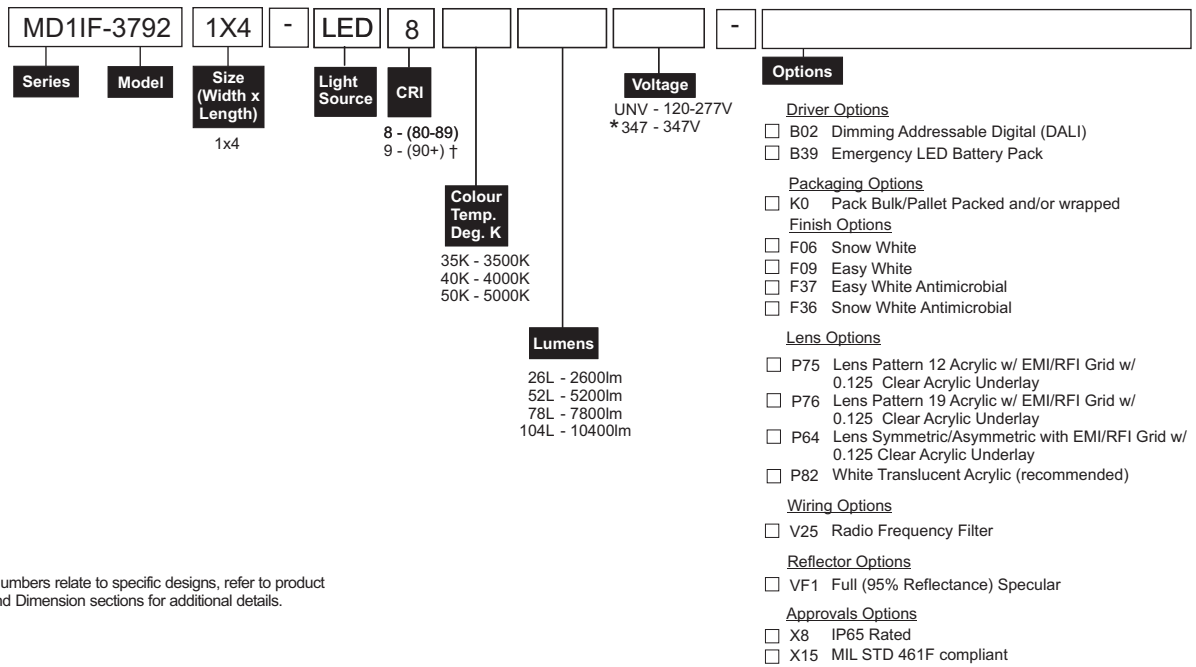 MD1IF-3792 1X4 - LED 8 -
Series Model
Size
(Width x
Length)
1x4
Light
Source
CRI
8 - (80-89)
9 - (90+) †
Colour
Temp.
Deg. K
35K - 3500K
40K - 4000K
50K - 5000K
Lumens
26L - 2600lm
52L - 5200lm
78L - 7800lm
104L - 10400lm
Voltage
UNV - 120-277V
*347 - 347V
Options
Driver Options
B02 Dimming Addressable Digital (DALI)
B39 Emergency LED Battery Pack
Packaging Options
K0 Pack Bulk/Pallet Packed and/or wrapped
Finish Options
F06 Snow White
F09 Easy White
F37 Easy White Antimicrobial
F36 Snow White Antimicrobial
Lens Options
P75 Lens Pattern 12 Acrylic w/ EMI/RFI Grid w/
0.125 Clear Acrylic Underlay
P76 Lens Pattern 19 Acrylic w/ EMI/RFI Grid w/
0.125 Clear Acrylic Underlay
P64 Lens Symmetric/Asymmetric with EMI/RFI Grid w/
0.125 Clear Acrylic Underlay
P82 White Translucent Acrylic (recommended)
Wiring Options
V25 Radio Frequency Filter
Reflector Options
VF1 Full (95% Reflectance) Specular
Approvals Options
X8 IP65 Rated
X15 MIL STD 461F compliant
umbers relate to specific designs, refer to product
nd Dimension sections for additional details.